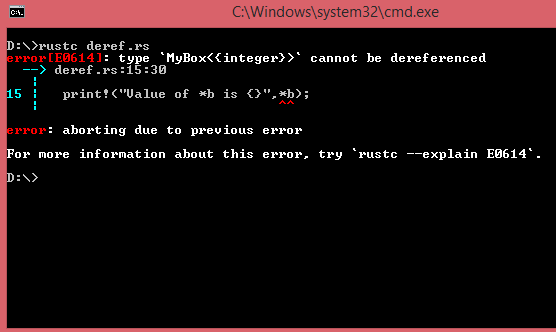 C:\Windows\system32\cmd.exe
D:\>rustc deref.rs
error[E0614]: type `MyBox<{integer}>` cannot be dereferenced
--> deref.rs:15:30
|
15 | print!("Value of *b is {}",*b);
| ^^
error: aborting due to previous error
For more information about this error, try `rustc --explain E0614`.
D:\>